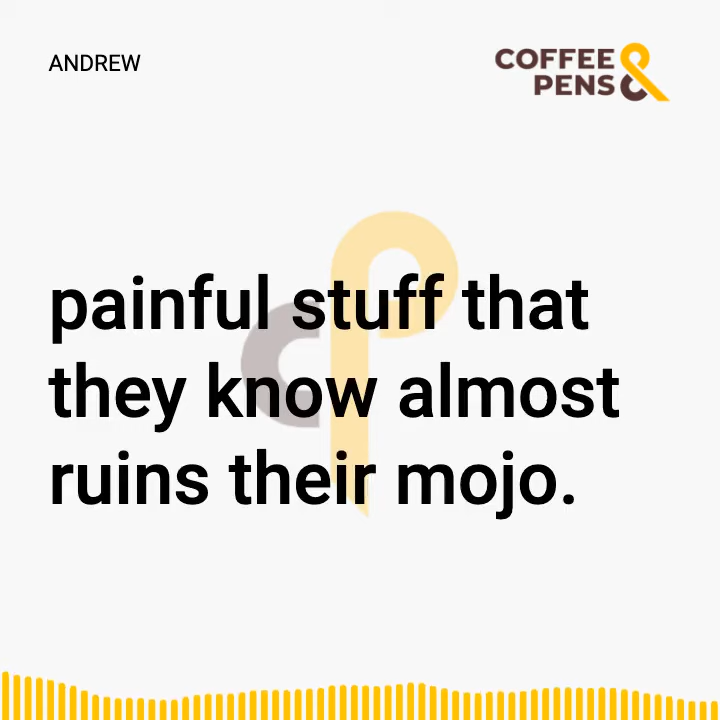 ANDREW
COFFEE &
PENS
painful stuff that
they know almost
ruins their mojo.